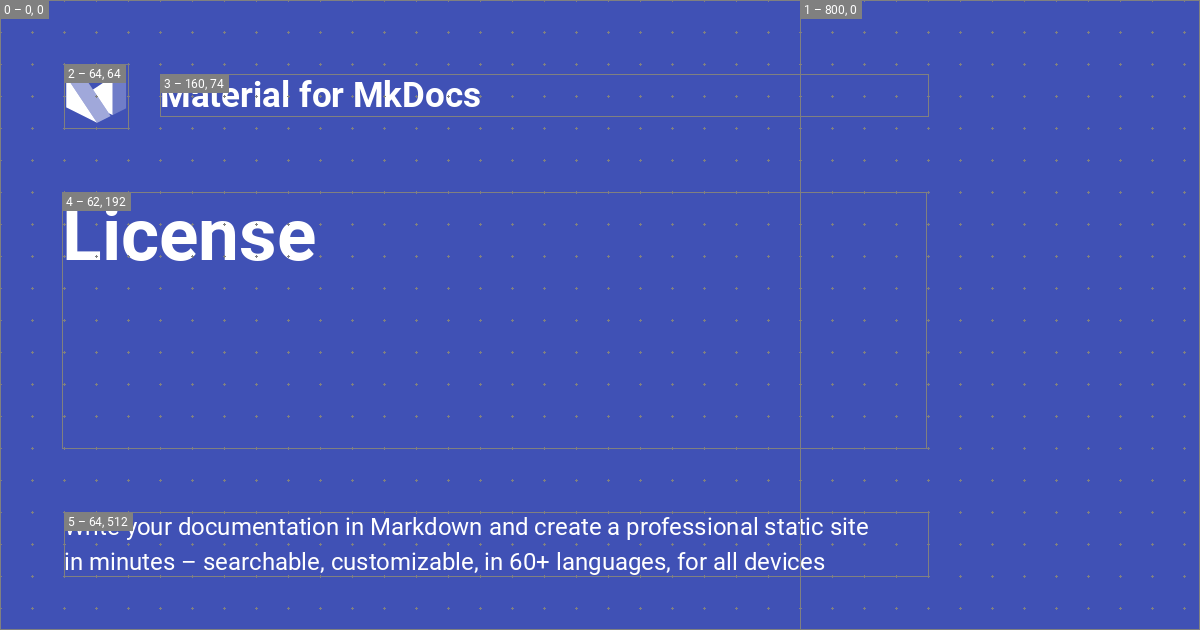 0 – 0, 0
1 – 800, 0
2 – 64, 64
3 – 160, 74
Material for MkDocs
4 – 62, 192
License
5 – 64, 512
Write your documentation in Markdown and create a professional static site
in minutes – searchable, customizable, in 60+ languages, for all devices